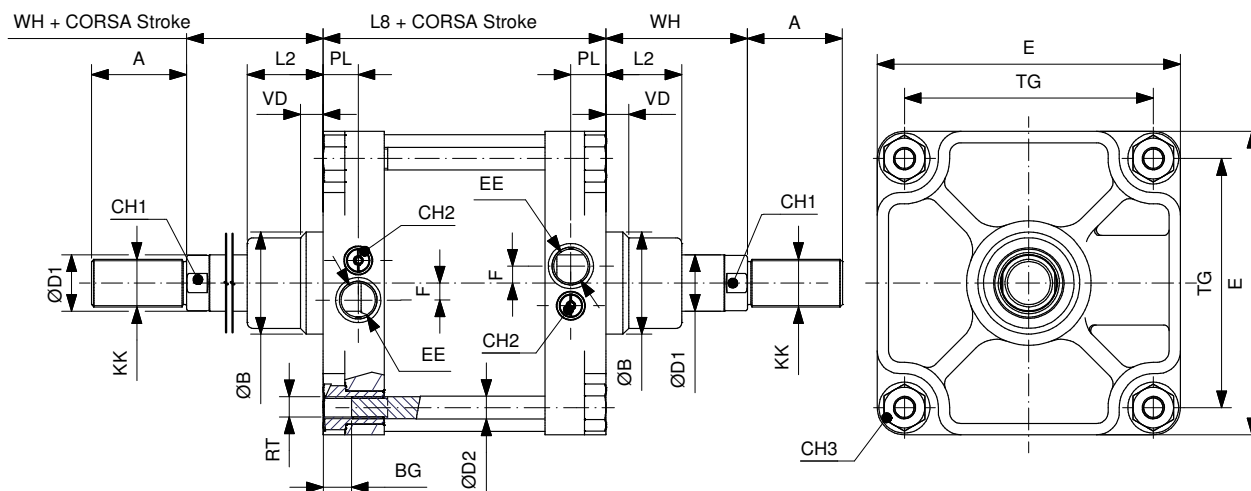 WH + CORSA Stroke
L8 + CORSA Stroke
WH
A
E
A
L2
PL
PL
L2
TG
VD
VD
CH1
CH2
EE
CH1
ØD1
F
F
TG
E
KK
ØB
EE
CH2
ØB
ØD1
KK
RT
BG
ØD2
CH3